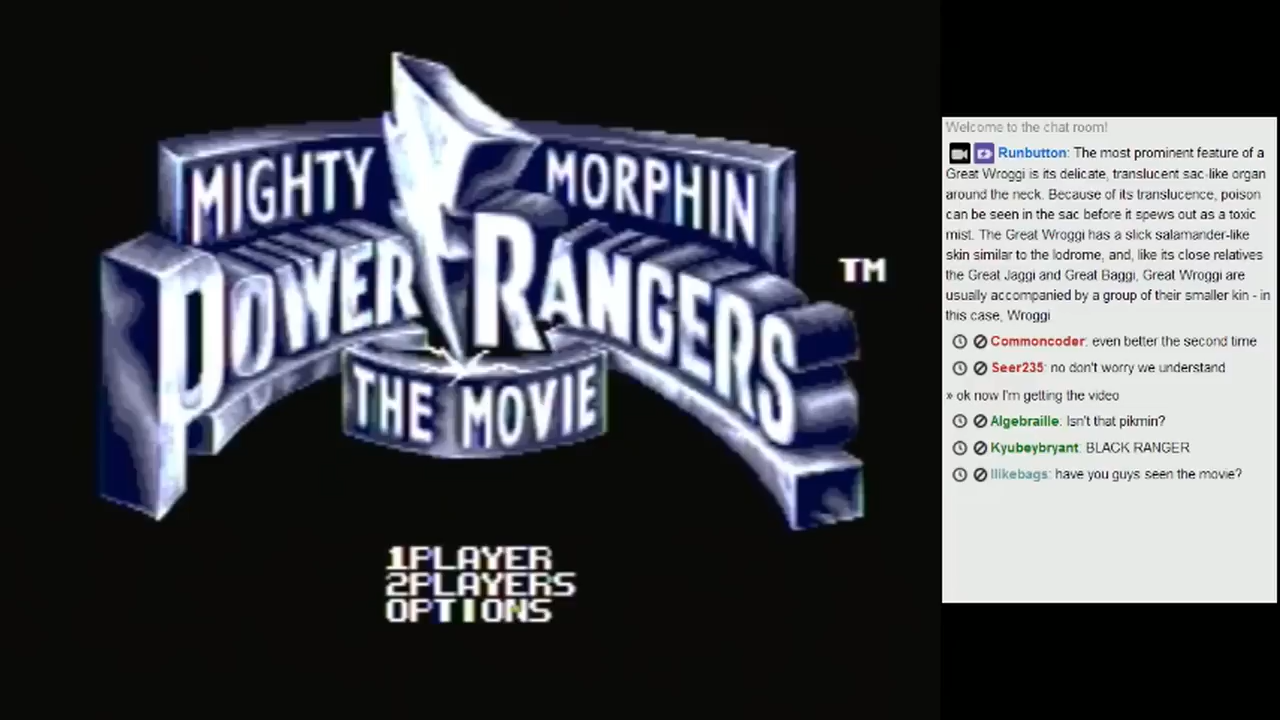 MIGHTY MORPHIN
POWER RANGERS
TM
THE MOVIE
1PLAYER
2PLAYERS
OPTIONS
Welcome to the chat room!
Runbutton: The most prominent feature of a
Great Wroggi is its delicate, translucent sac-like organ
around the neck. Because of its translucence, poison
can be seen in the sac before it spews out as a toxic
mist. The Great Wroggi has a slick salamander-like
skin similar to the lodrome, and, like its close relatives
the Great Jaggi and Great Baggi, Great Wroggi are
usually accompanied by a group of their smaller kin - in
this case, Wroggi
Commoncoder: even better the second time
Seer235: no don't worry we understand
» ok now I'm getting the video
Algebraille: Isn't that pikmin?
Kyubeybryant: BLACK RANGER
Ilikebags: have you guys seen the movie?